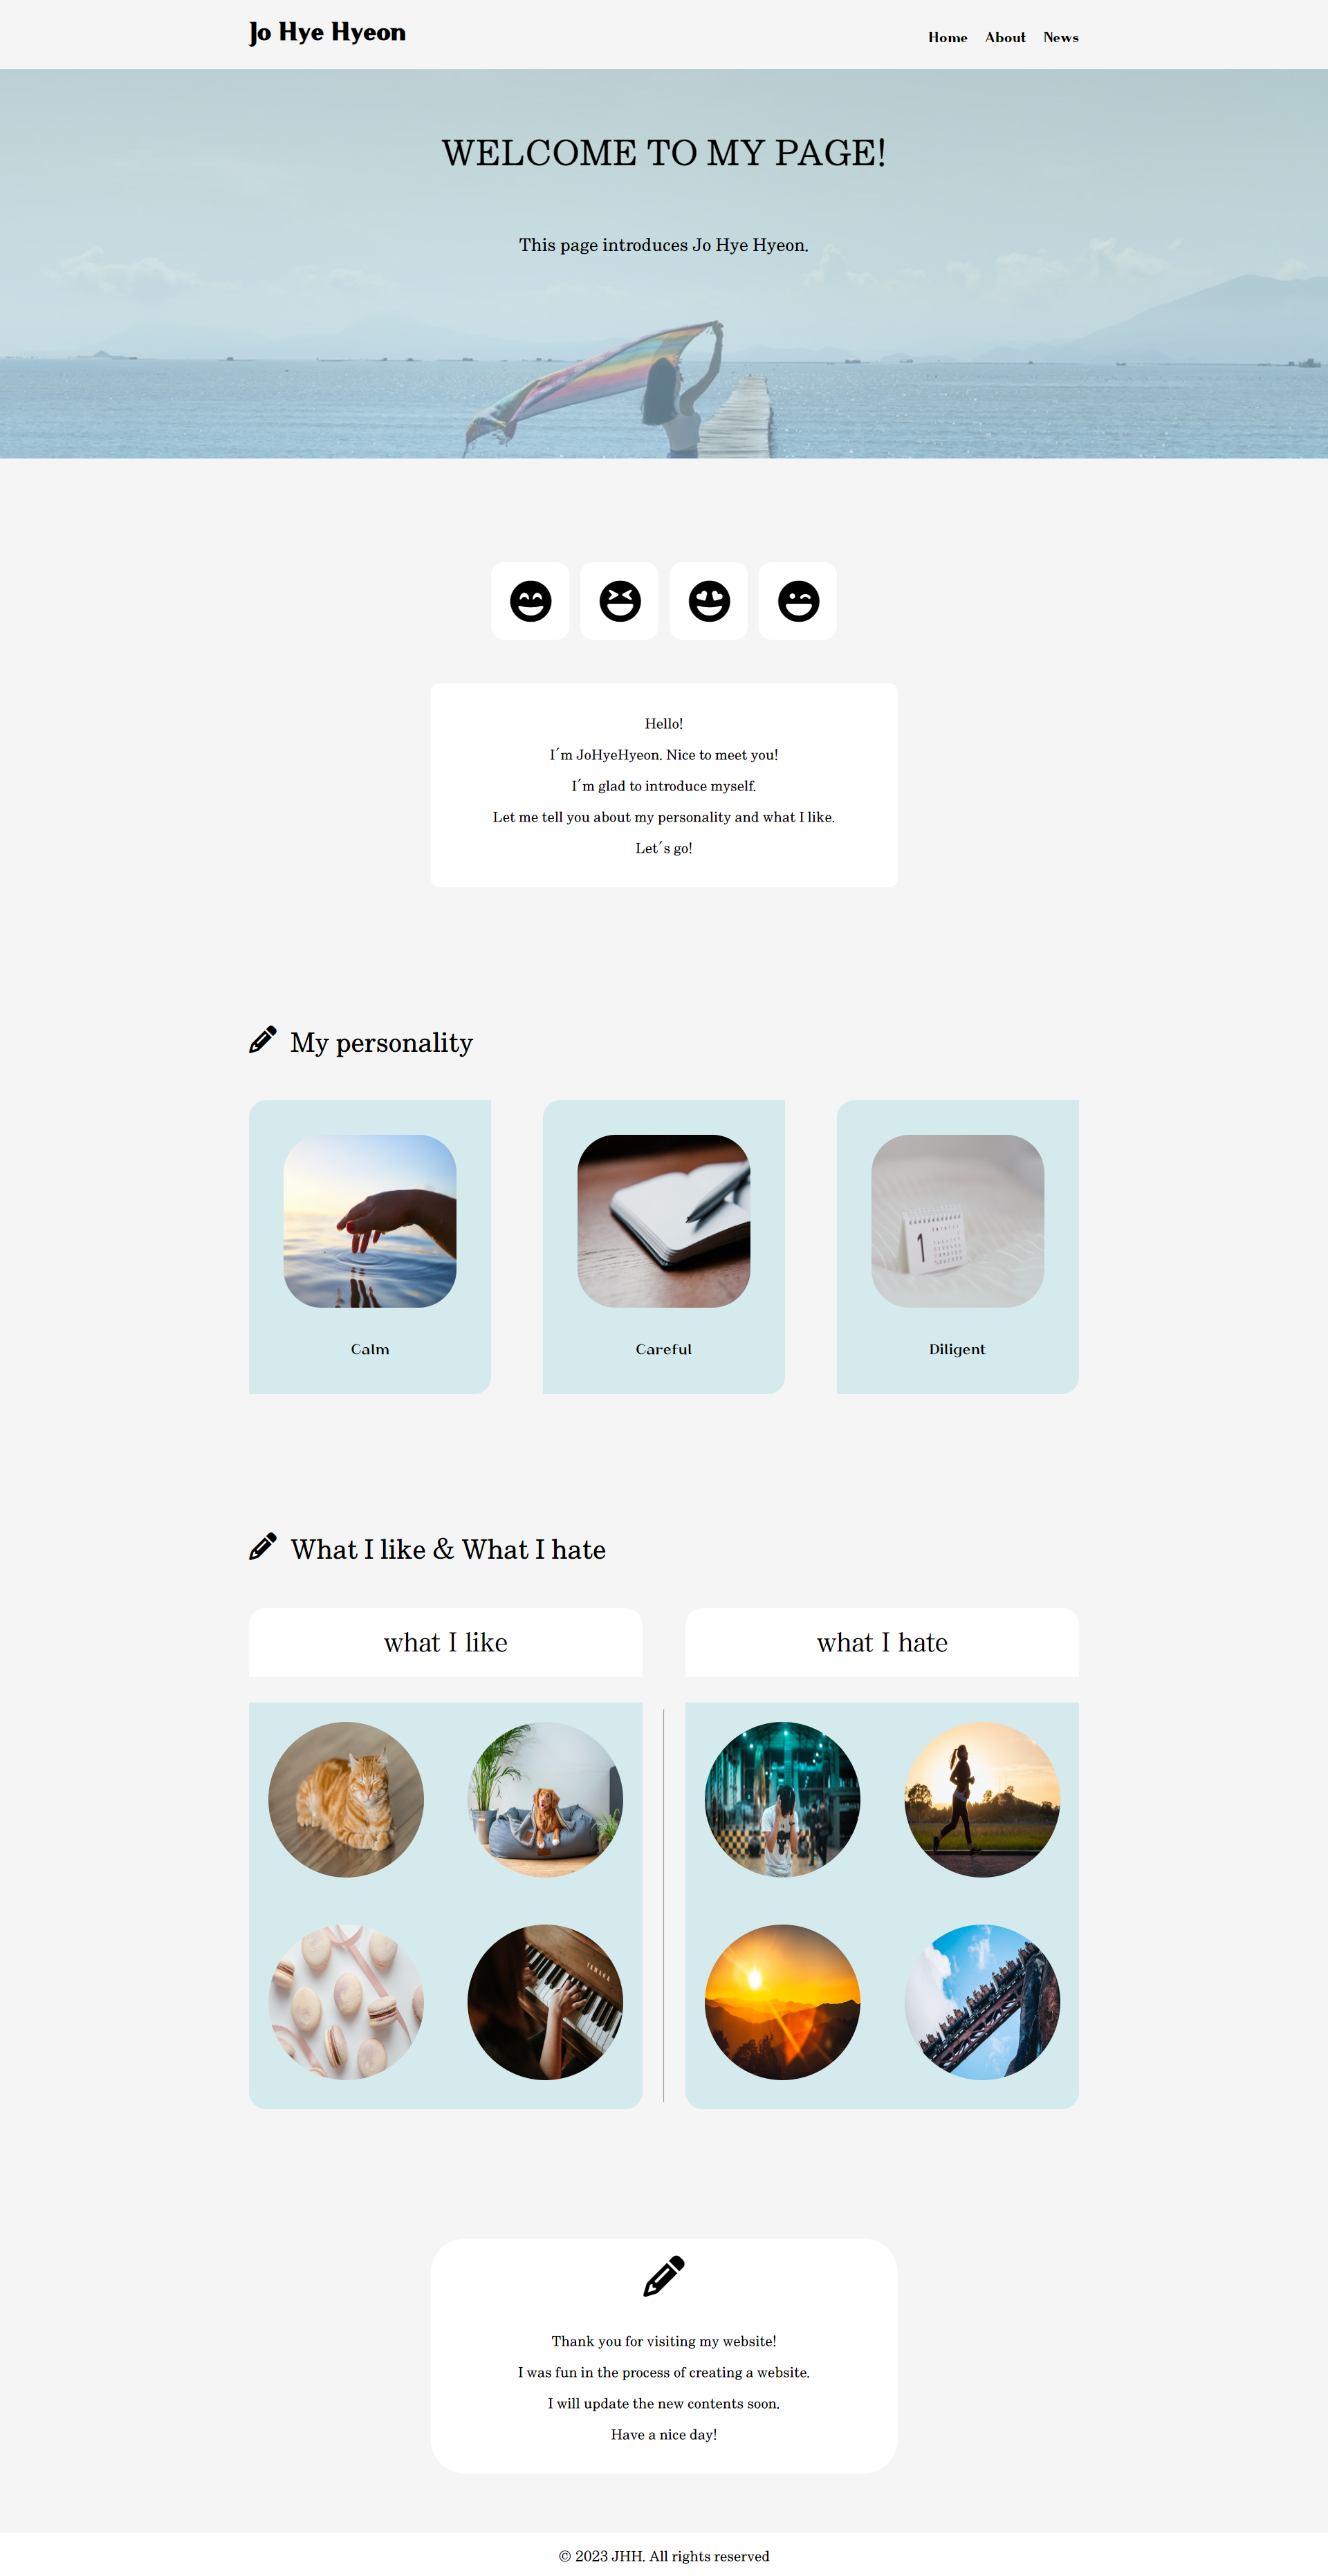 Jo Hye Hyeon
Home About News
WELCOME TO MY PAGE!
This page introduces Jo Hye Hyeon.
Hello!
I´m JoHyeHyeon. Nice to meet you!
I´m glad to introduce myself.
Let me tell you about my personality and what I like.
Let´s go!
My personality
1
Calm
Careful
Diligent
What I like & What I hate
what I like
what I hate
YAMAHA
Thank you for visiting my website!
I was fun in the process of creating a website.
I will update the new contents soon.
Have a nice day!
© 2023 JHH. All rights reserved